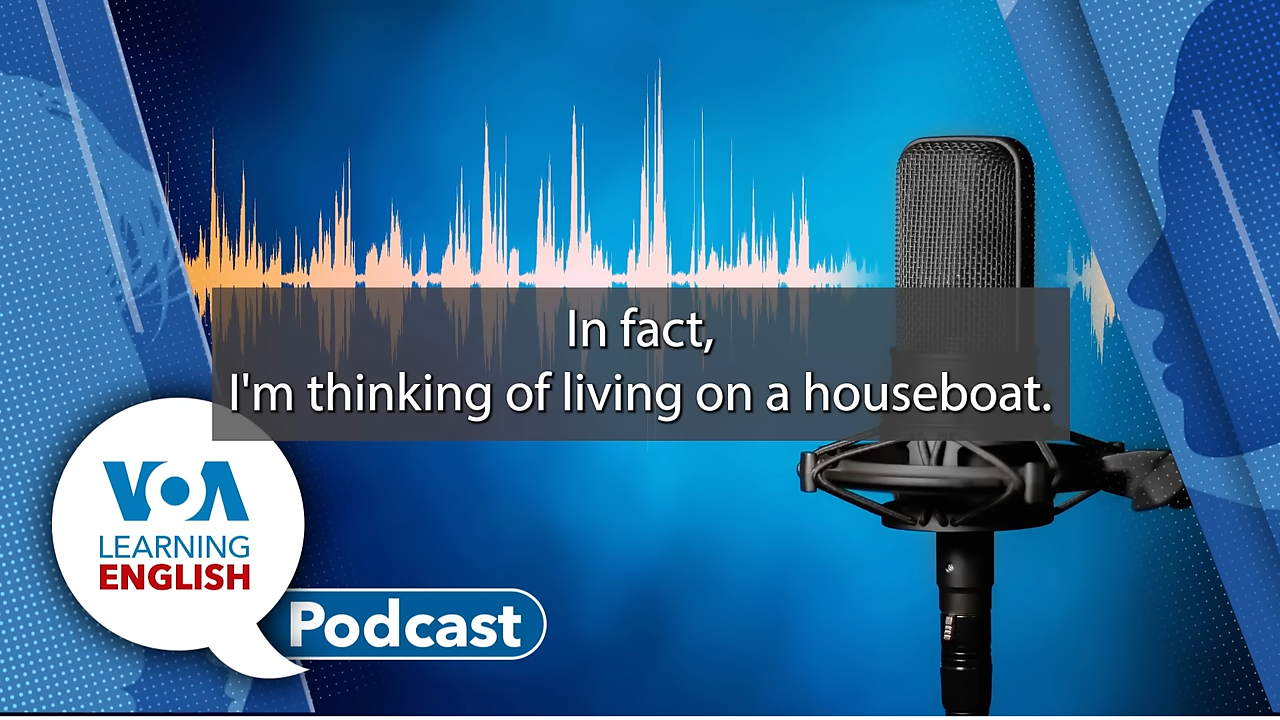 In fact,
I'm thinking of living on a houseboat.
VOA
LEARNING
ENGLISH
Podcast